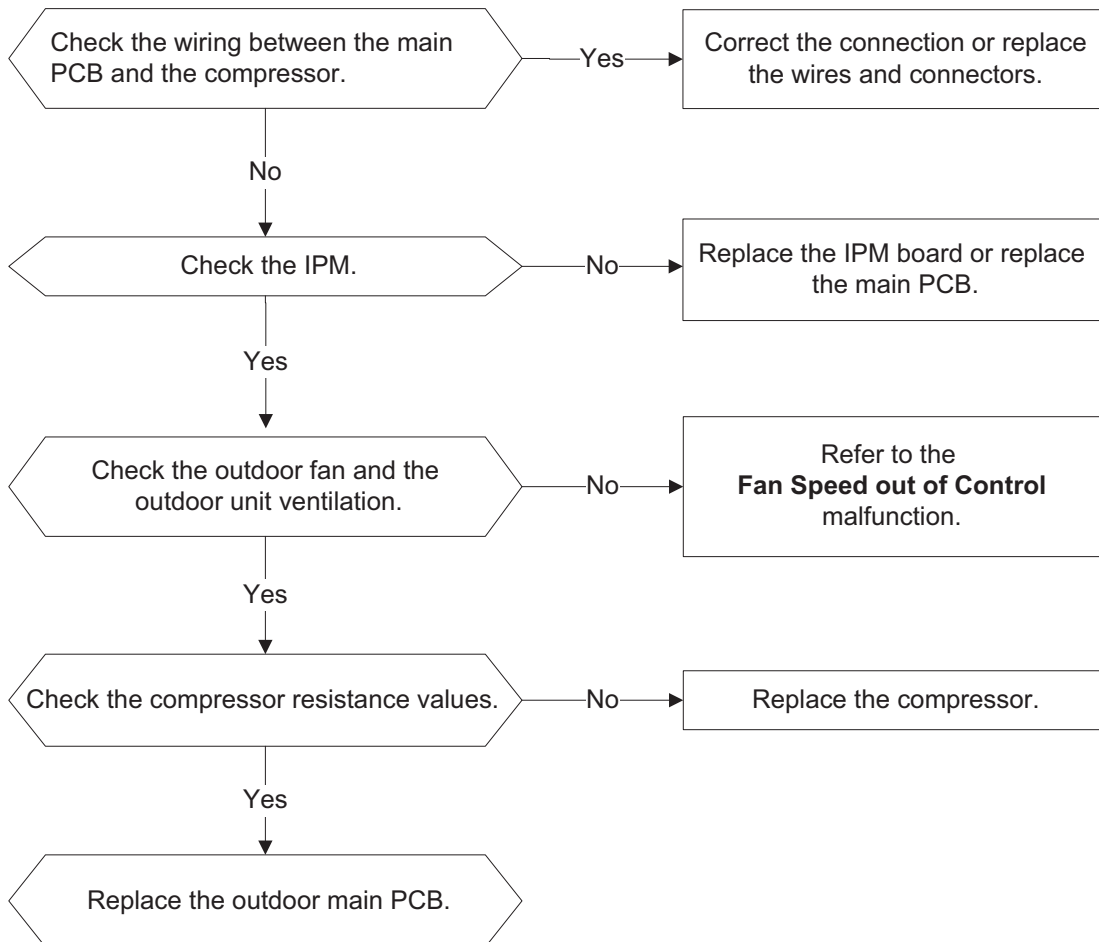 Check the wiring between the main
PCB and the compressor.
Yes
Correct the connection or replace
the wires and connectors.
No
Check the IPM.
No
Replace the IPM board or replace
the main PCB.
Yes
Check the outdoor fan and the
outdoor unit ventilation.
No
Refer to the
Fan Speed out of Control
malfunction.
Yes
Check the compressor resistance values.
No
Replace the compressor.
Yes
Replace the outdoor main PCB.